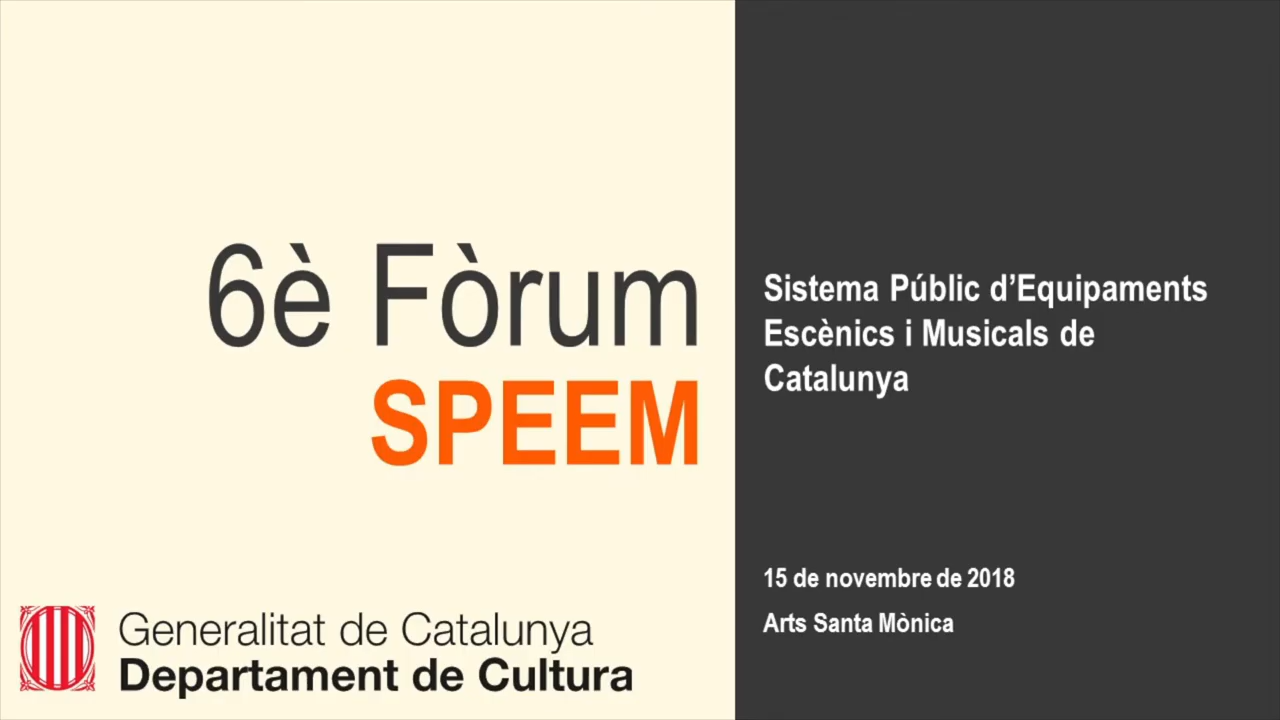 6è Fòrum
SPEEM
Sistema Públic d’Equipaments
Escènics i Musicals de
Catalunya
15 de novembre de 2018
Arts Santa Mònica
Generalitat de Catalunya
Departament de Cultura